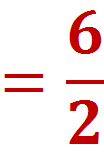 = 6/2